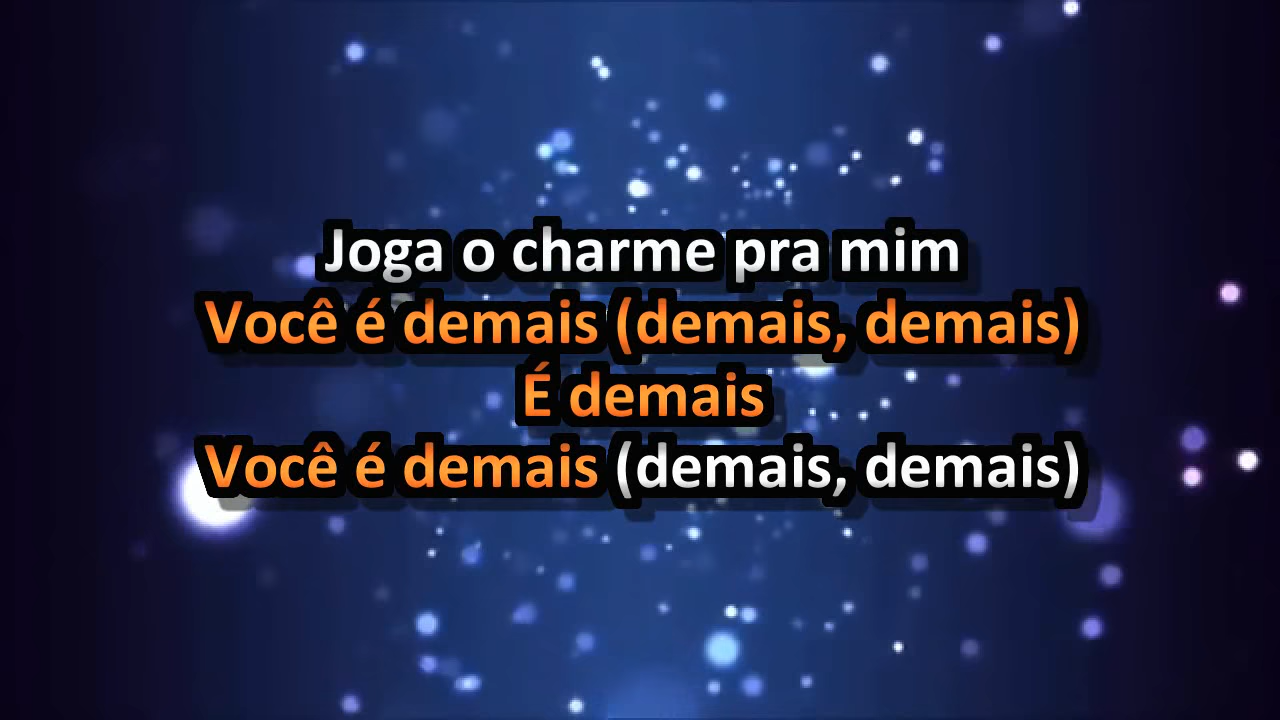 Joga o charme pra mim
Você é demais (demais, demais)
É demais
Você é demais (demais, demais)